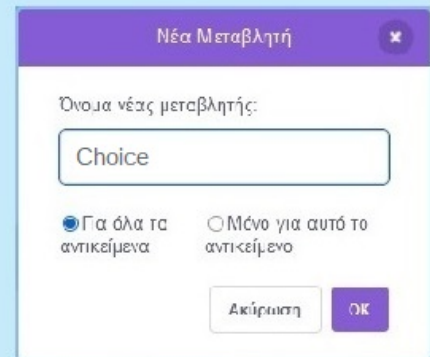 Νέα Μεταβλητή
Όνομα νέας μεταβλητής:
Choice
Για όλα τα Μόνο για αυτό το
αντικείμενα αντικείμενο
Ακύρωση OK